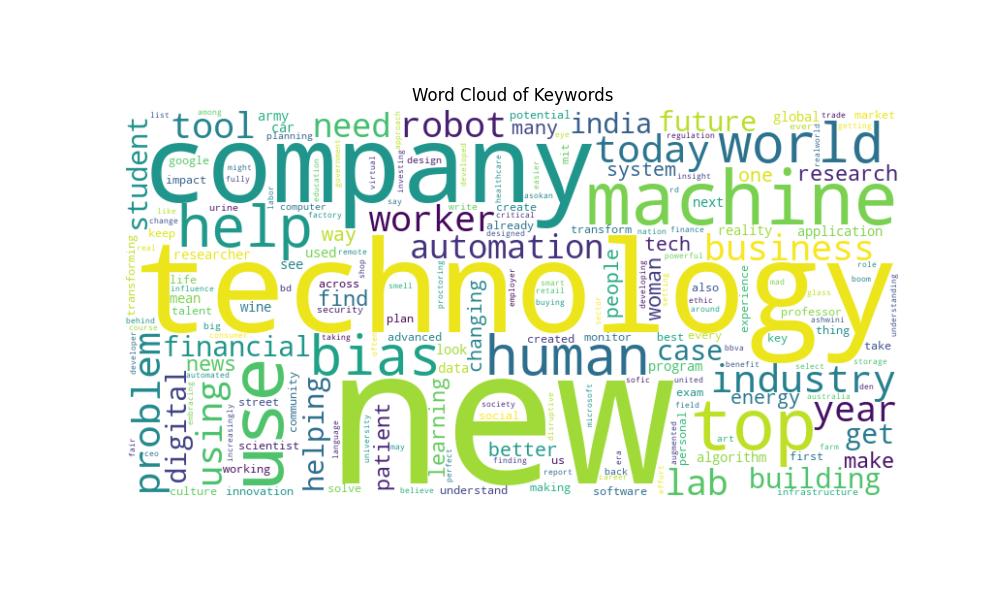 Word Cloud of Keywords
list among army potential trade market
tool car need robot many india future global ever getting
student planning company approach eye mit today world realworld
google might virtual investing design developed healthcare easier system regulation one research
impact fully education government say asokan insight rd
like urine labor computer factory write create critical next
change help worker already designed transform nation finance reality application ashwini
keep way automation tech powerful business
real researcher see used remote people woman
transforming technology
life influence bd across shop smell proctoring smart retail developing also experience mad boom role
mean talent wine find security employer buying sector setting ethic around glass professor understanding
behind course big plan changing key thing
developer consumer taking often advanced created monitor best every take
problem financial bias look human case bbva select storage
news data program benefit industry
automated embracing use new sofic united exam energy australia den
digital using street community helping patient learning society social disruptive microsoft field personal art top farm year
fair ceo increasingly scientist language university may perfect better era augmented algorithm first get
working finding us report back career effort lab building make
culture innovation solve believe understand making software infrastructure